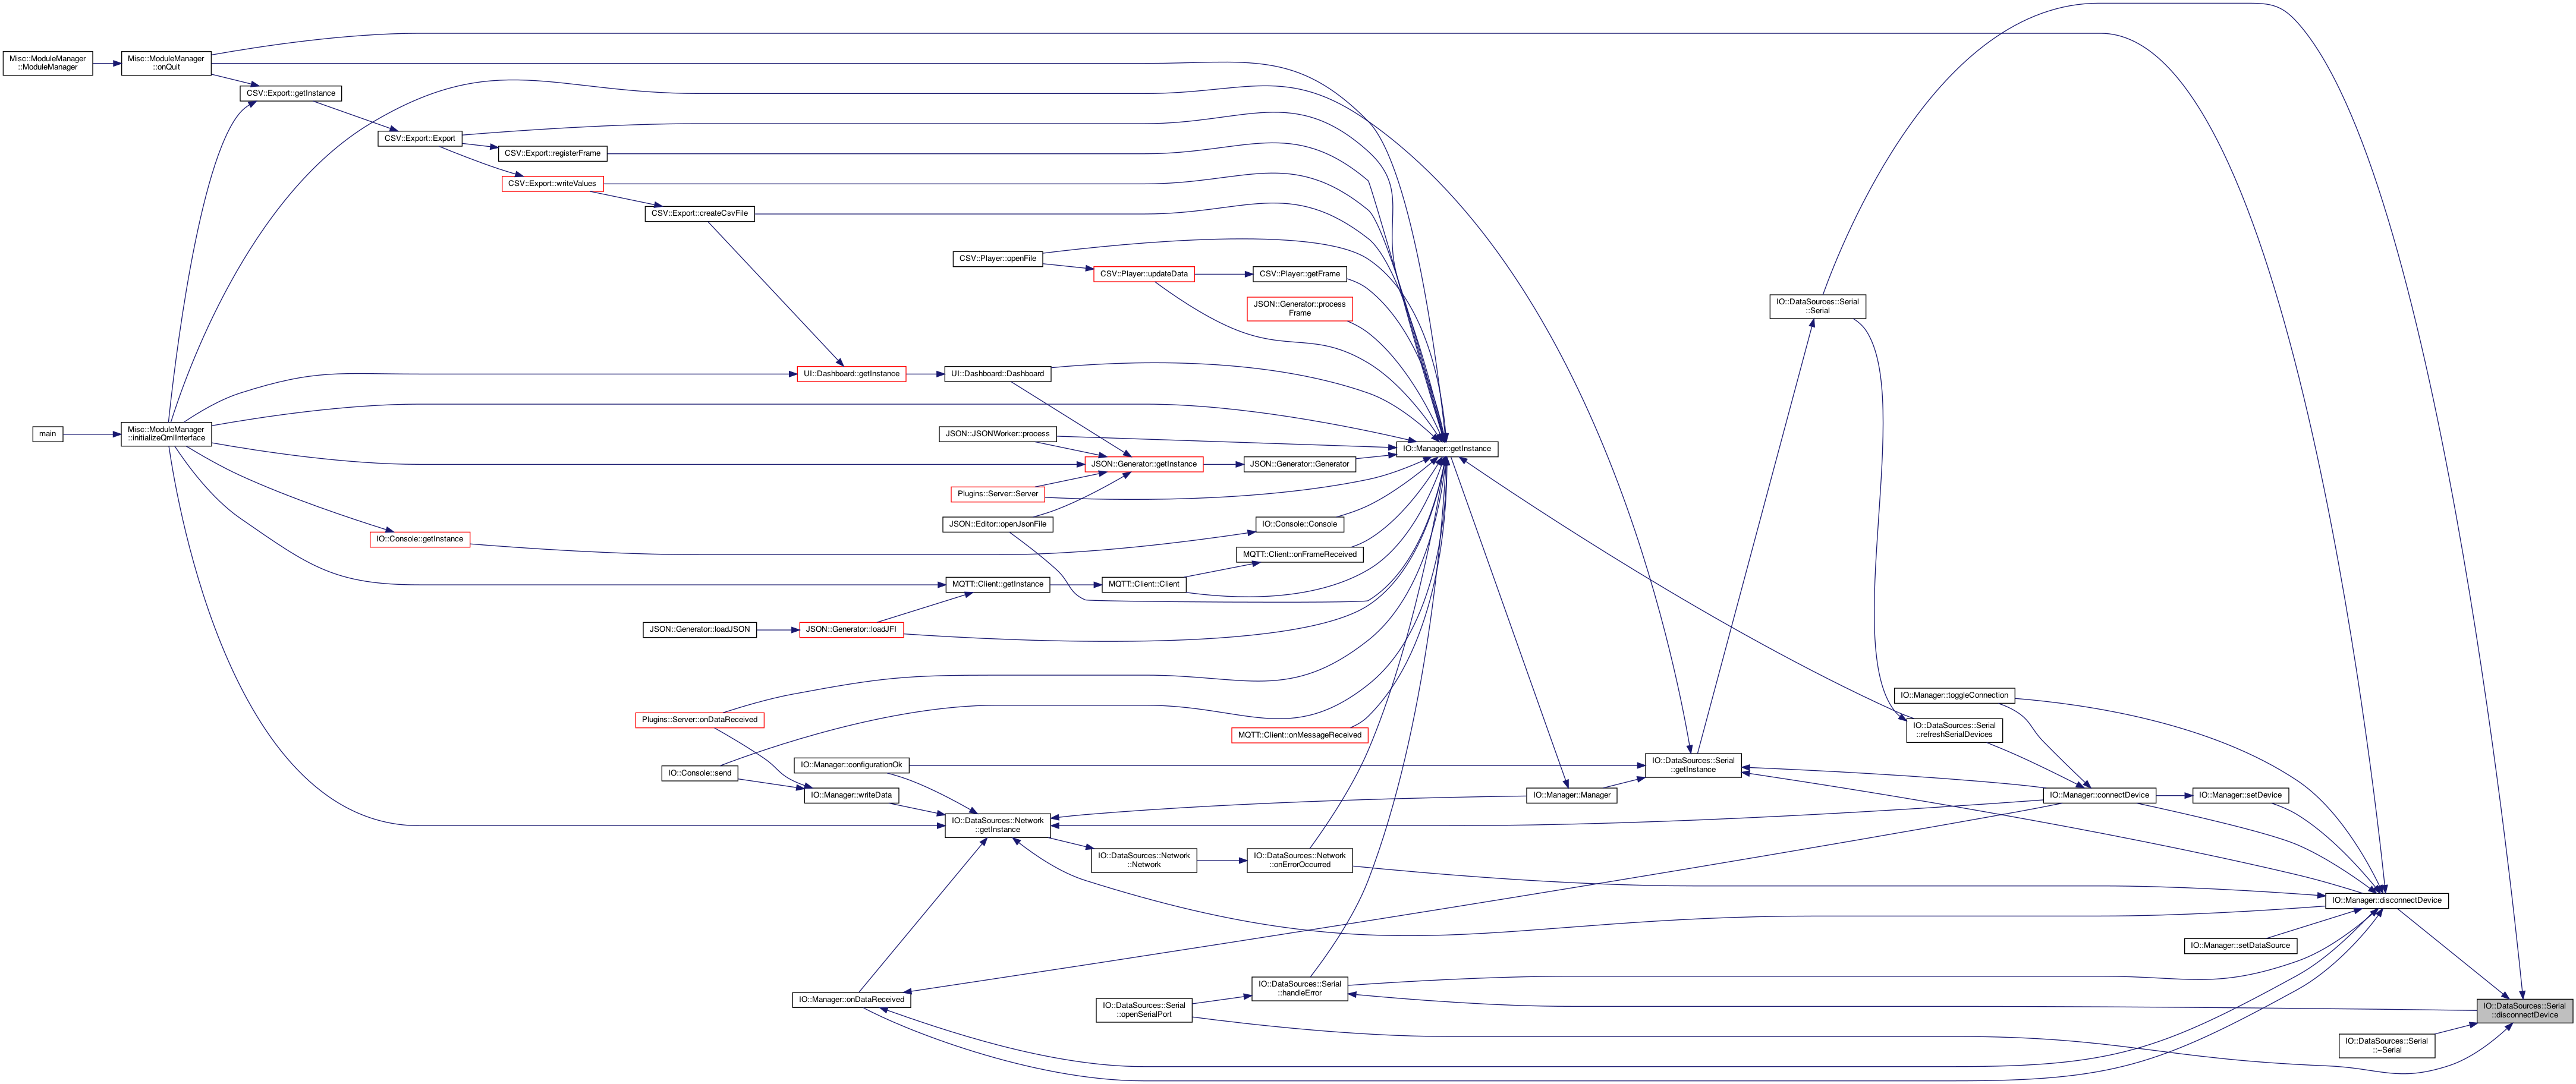 Misc::ModuleManager
::ModuleManager
Misc::ModuleManager
::onQuit
CSV::Export::getInstance
CSV::Export::Export
CSV::Export::registerFrame
CSV::Export::writeValues
CSV::Export::createCsvFile
CSV::Player::openFile
CSV::Player::updateData
CSV::Player::getFrame
JSON::Generator::process
Frame
IO::DataSources::Serial
::Serial
UI::Dashboard::getInstance
UI::Dashboard::Dashboard
main
Misc::ModuleManager
::initializeQmlInterface
JSON::JSONWorker::process
IO::Manager::getInstance
JSON::Generator::getInstance
JSON::Generator::Generator
Plugins::Server::Server
JSON::Editor::openJsonFile
IO::Console::Console
IO::Console::getInstance
MQTT::Client::onFrameReceived
MQTT::Client::getInstance
MQTT::Client::Client
JSON::Generator::loadJSON
JSON::Generator::loadJFI
IO::Manager::toggleConnection
Plugins::Server::onDataReceived
IO::DataSources::Serial
::refreshSerialDevices
MQTT::Client::onMessageReceived
IO::Manager::configurationOk
IO::DataSources::Serial
::getInstance
IO::Console::send
IO::Manager::writeData
IO::Manager::Manager
IO::Manager::connectDevice
IO::Manager::setDevice
IO::DataSources::Network
::getInstance
IO::DataSources::Network
::Network
IO::DataSources::Network
::onErrorOccurred
IO::Manager::disconnectDevice
IO::Manager::setDataSource
IO::DataSources::Serial
::handleError
IO::Manager::onDataReceived
IO::DataSources::Serial
::openSerialPort
IO::DataSources::Serial
::disconnectDevice
IO::DataSources::Serial
::~Serial